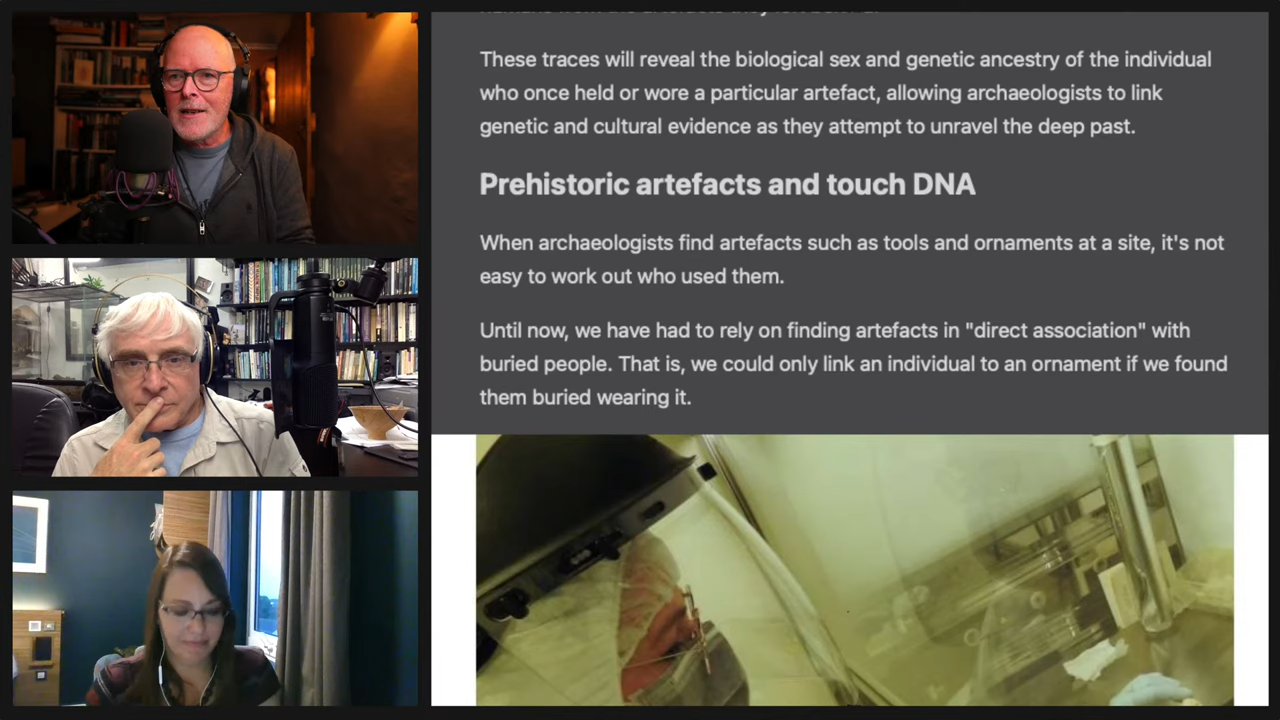 These traces will reveal the biological sex and genetic ancestry of the individual
who once held or wore a particular artefact, allowing archaeologists to link
genetic and cultural evidence as they attempt to unravel the deep past.
Prehistoric artefacts and touch DNA
When archaeologists find artefacts such as tools and ornaments at a site, it's not
easy to work out who used them.
Until now, we have had to rely on finding artefacts in "direct association" with
buried people. That is, we could only link an individual to an ornament if we found
them buried wearing it.